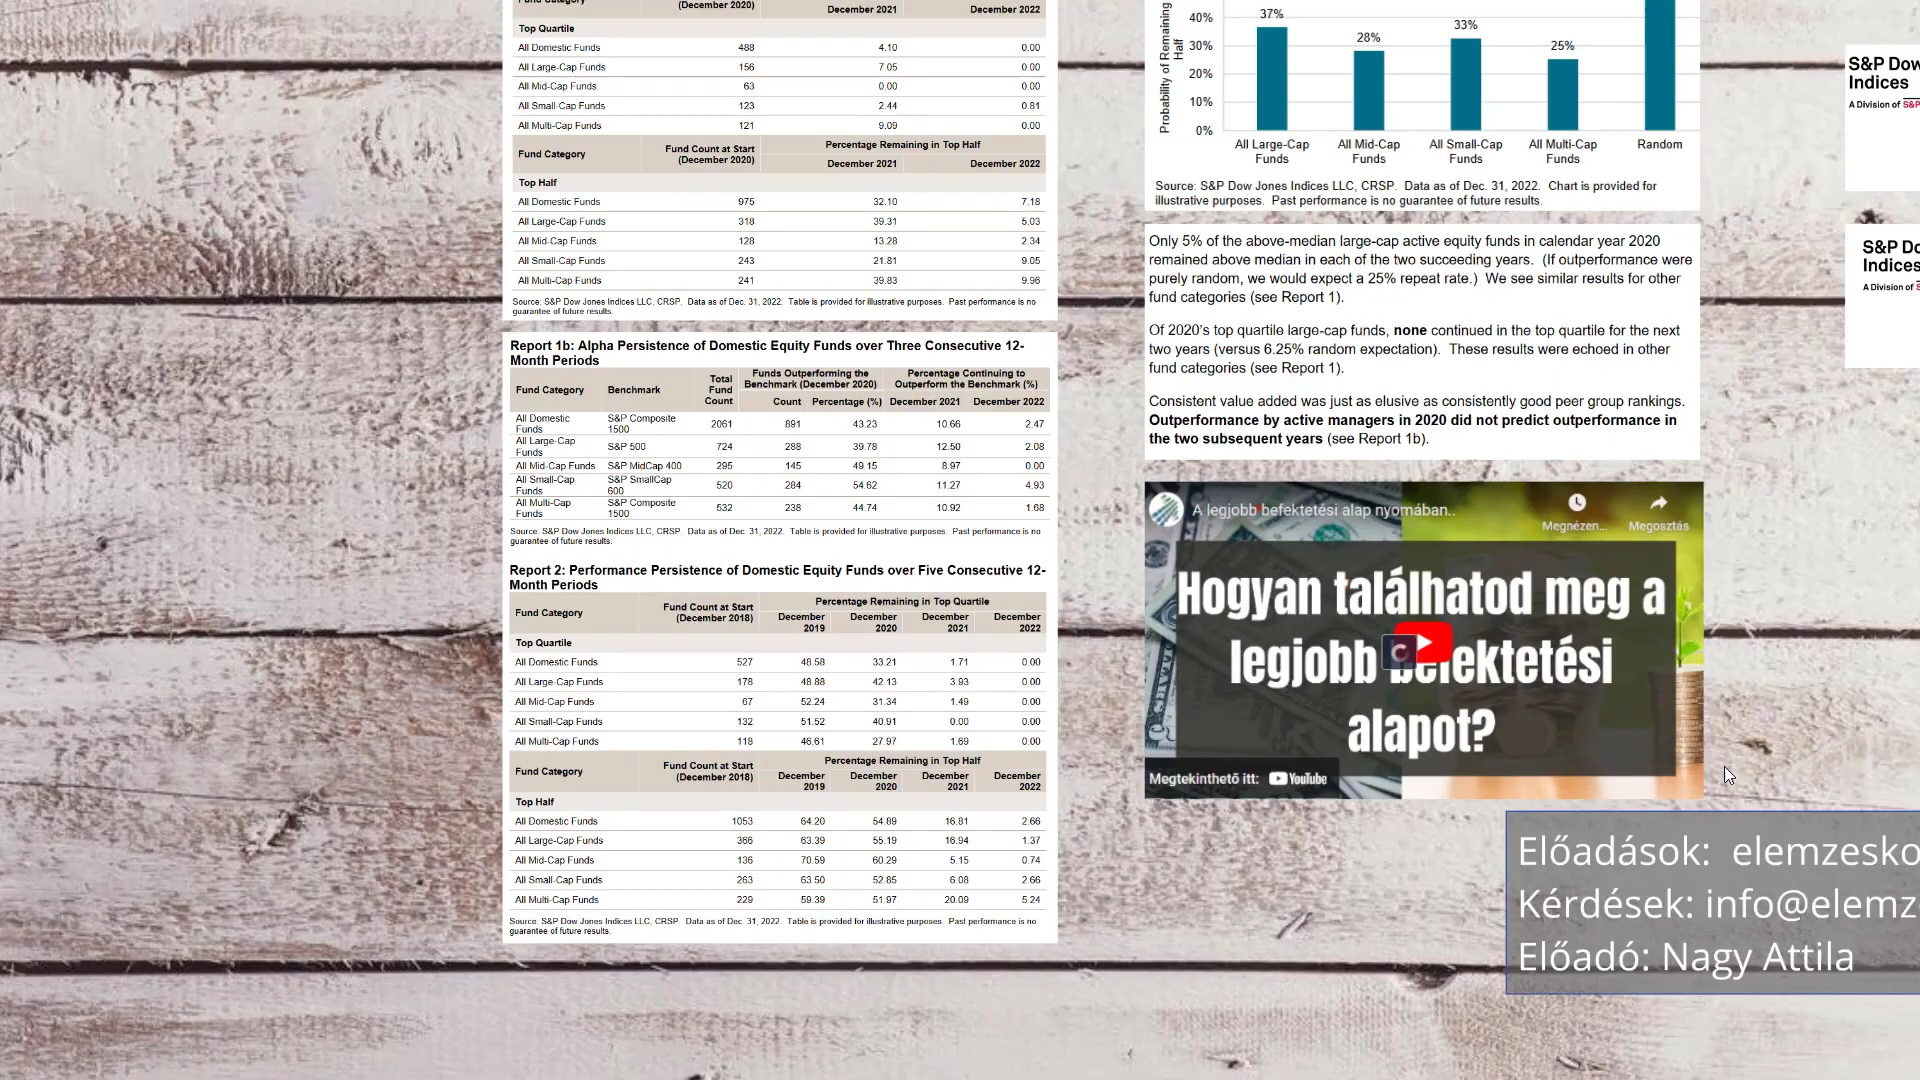 (December 2020)
December 2021
December 2022
Top Quartile
All Domestic Funds 488 4.10 0.00
All Large-Cap Funds 156 7.05 0.00
All Mid-Cap Funds 63 0.00 0.00
All Small-Cap Funds 123 2.44 0.81
All Multi-Cap Funds 121 9.09 0.00
Fund Category
Fund Count at Start
(December 2020)
Percentage Remaining in Top Half
December 2021 December 2022
Top Half
All Domestic Funds 975 32.10 7.18
All Large-Cap Funds 318 39.31 5.03
All Mid-Cap Funds 128 13.28 2.34
All Small-Cap Funds 243 21.81 9.05
All Multi-Cap Funds 241 39.83 9.96
Source: S&P Dow Jones Indices LLC, CRSP. Data as of Dec. 31, 2022. Table is provided for illustrative purposes. Past performance is no
guarantee of future results.
Report 1b: Alpha Persistence of Domestic Equity Funds over Three Consecutive 12-
Month Periods
Fund Category
Benchmark
Total
Fund
Count
Funds Outperforming the
Benchmark (December 2020)
Count Percentage (%)
Percentage Continuing to
Outperform the Benchmark (%)
December 2021 December 2022
All Domestic
Funds
S&P Composite
1500
2061 891 43.23 10.66 2.47
All Large-Cap
Funds
S&P 500 724 288 39.78 12.50 2.08
All Mid-Cap Funds S&P MidCap 400 295 145 49.15 8.97 0.00
All Small-Cap
Funds
S&P SmallCap
600
520 284 54.62 11.27 4.93
All Multi-Cap
Funds
S&P Composite
1500
532 238 44.74 10.92 1.68
Source: S&P Dow Jones Indices LLC, CRSP. Data as of Dec. 31, 2022. Table is provided for illustrative purposes. Past performance is no
guarantee of future results.
Report 2: Performance Persistence of Domestic Equity Funds over Five Consecutive 12-
Month Periods
Fund Category
Fund Count at Start
(December 2018)
Percentage Remaining in Top Quartile
December
2019
December
2020
December
2021
December
2022
Top Quartile
All Domestic Funds 527 48.58 33.21 1.71 0.00
All Large-Cap Funds 178 48.88 42.13 3.93 0.00
All Mid-Cap Funds 67 52.24 31.34 1.49 0.00
All Small-Cap Funds 132 51.52 40.91 0.00 0.00
All Multi-Cap Funds 118 46.61 27.97 1.69 0.00
Fund Category
Fund Count at Start
(December 2018)
Percentage Remaining in Top Half
December
2019
December
2020
December
2021
December
2022
Top Half
All Domestic Funds 1053 64.20 54.89 16.81 2.66
All Large-Cap Funds 366 63.39 55.19 16.94 1.37
All Mid-Cap Funds 136 70.59 60.29 5.15 0.74
All Small-Cap Funds 263 63.50 52.85 6.08 2.66
All Multi-Cap Funds 229 59.39 51.97 20.09 5.24
Source: S&P Dow Jones Indices LLC, CRSP. Data as of Dec. 31, 2022. Table is provided for illustrative purposes. Past performance is no
guarantee of future results.
Probability of Remaining
Half
40%
30%
20%
10%
0%
37%
28%
33%
25%
All Large-Cap
Funds
All Mid-Cap
Funds
All Small-Cap
Funds
All Multi-Cap
Funds
Random
Source: S&P Dow Jones Indices LLC, CRSP. Data as of Dec. 31, 2022. Chart is provided for
illustrative purposes. Past performance is no guarantee of future results.
Only 5% of the above-median large-cap active equity funds in calendar year 2020
remained above median in each of the two succeeding years. (If outperformance were
purely random, we would expect a 25% repeat rate.) We see similar results for other
fund categories (see Report 1).
Of 2020's top quartile large-cap funds, none continued in the top quartile for the next
two years (versus 6.25% random expectation). These results were echoed in other
fund categories (see Report 1).
Consistent value added was just as elusive as consistently good peer group rankings.
Outperformance by active managers in 2020 did not predict outperformance in
the two subsequent years (see Report 1b).
A legjobb befektetési alap nyomában..
Megnézen...
Megosztás
Hogyan találhatod meg a
legjobb befektetési
alapot?
Megtekinthető itt: YouTube
S&P Dow
Indices
A Division of S&P
S&P Do
Indices
A Division of S
Előadások: elemzesko
Kérdések: info@elemz
Előadó: Nagy Attila